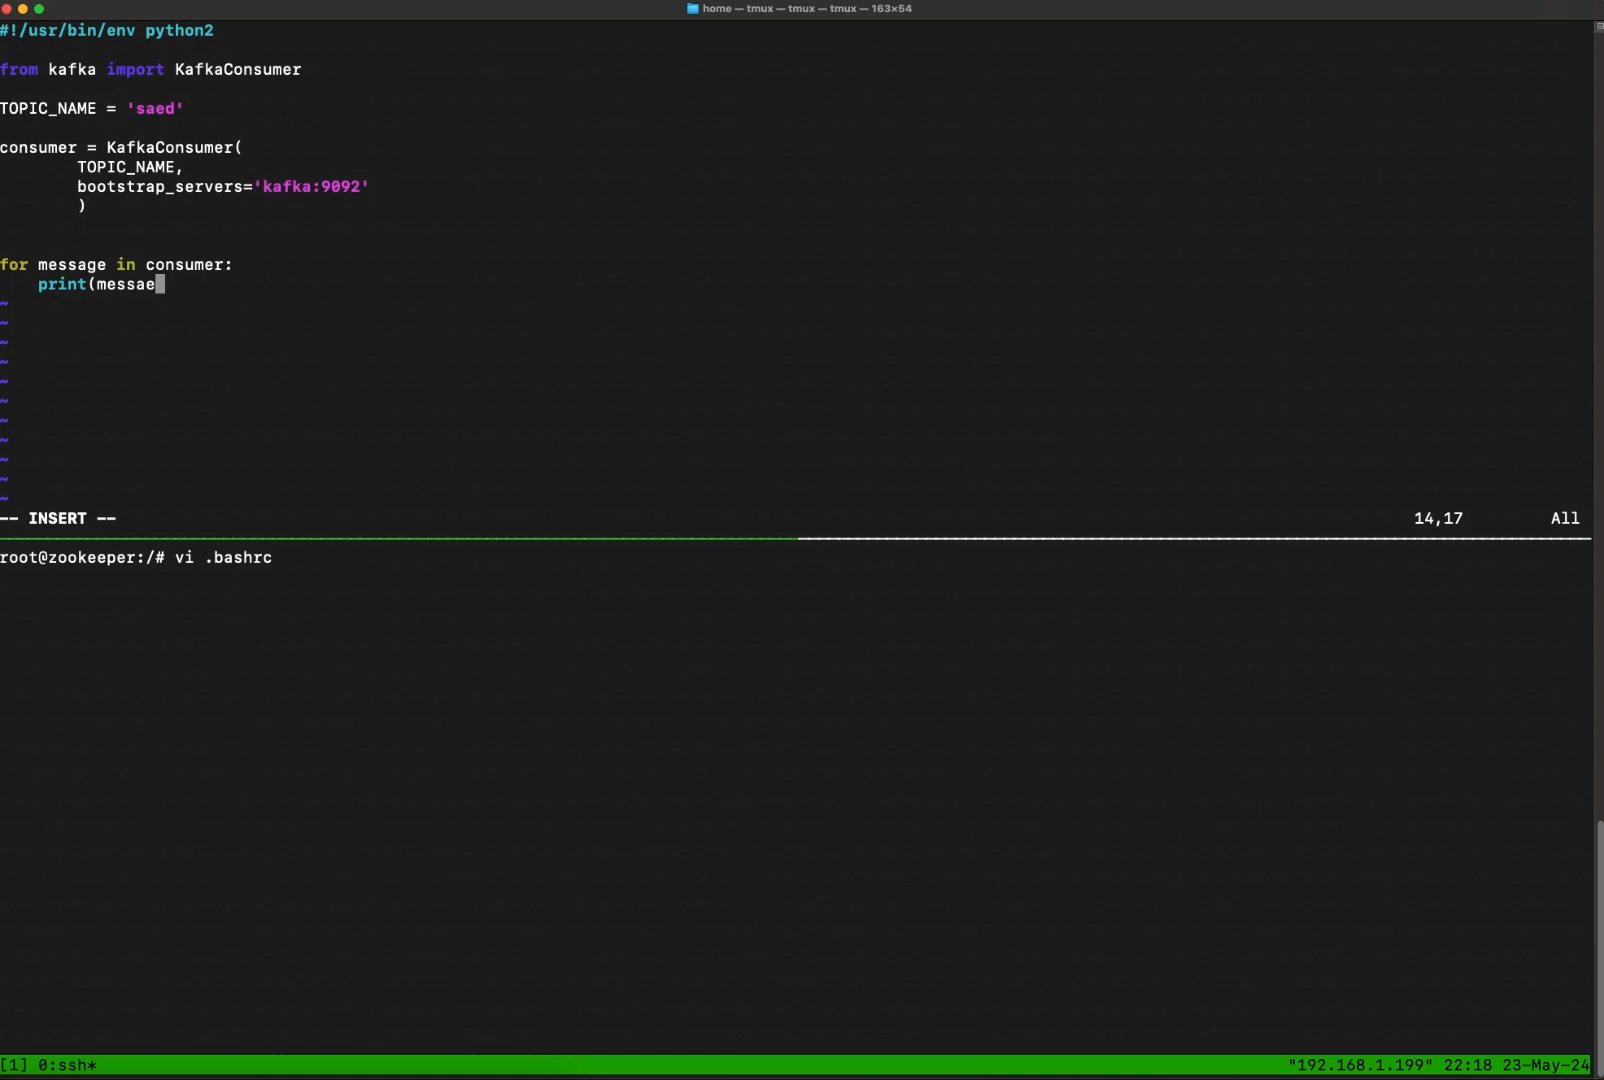 home — tmux — tmux — tmux — 163×54
#!/usr/bin/env python2
from kafka import KafkaConsumer
TOPIC_NAME = 'saed'
consumer = KafkaConsumer(
        TOPIC_NAME,
        bootstrap_servers='kafka:9092'
        )
for message in consumer:
    print(messae
~
~
~
~
~
~
~
~
~
~
~
-- INSERT -- 14,17 All
root@zookeeper:/# vi .bashrc
[1] 0:ssh* "192.168.1.199" 22:18 23-May-24